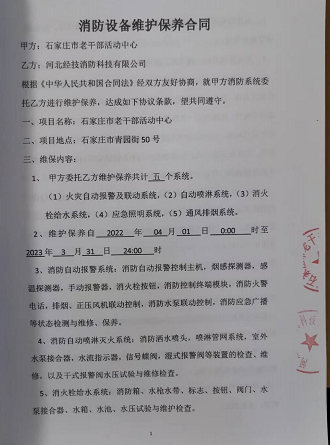 消防设备维护保养合同
甲方：石家庄市老干部活动中心
乙方：河北经技消防科技有限公司
根据《中华人民共和国合同法》经双方友好协商，就甲方消防系统委
托乙方进行维护保养，达成如下协议条款，望共同遵守。
一、项目名称：石家庄市老干部活动中心
二、项目地点：石家庄市青园街50号
三、维保内容：
1、 甲方委托乙方维护保养共计 五 个系统。
（1）火灾自动报警及联动系统，（2）自动喷淋系统，（3）消火
栓给水系统，（4）应急照明系统，（5）通风排烟系统。
2、维护保养自 2022 年 04 月 01 日 0:00 时至
2023 年 3 月 31 日 24:00 时
3、消防自动报警系统：消防自动报警控制主机，烟感探测器，感
温探测器，手动报警器，消火栓按钮，消防控制终端模块，消防火警
电话，排烟、正压风机联动控制，消防水泵联动控制，消防应急广播
等状态检测与维修、保养。
4、消防自动喷淋灭火系统：消防洒水喷头，喷淋管网系统，室外
水泵接合器，水流指示器，信号蝶阀，湿式报警阀等装置的检查、维
修，以及干式报警阀水压试验与维修保养。
5、消火栓给水系统：消防箱、水枪水带、标志、按钮、阀门、水
泵接合器、水箱、水池、水压试验与维护检查。
1